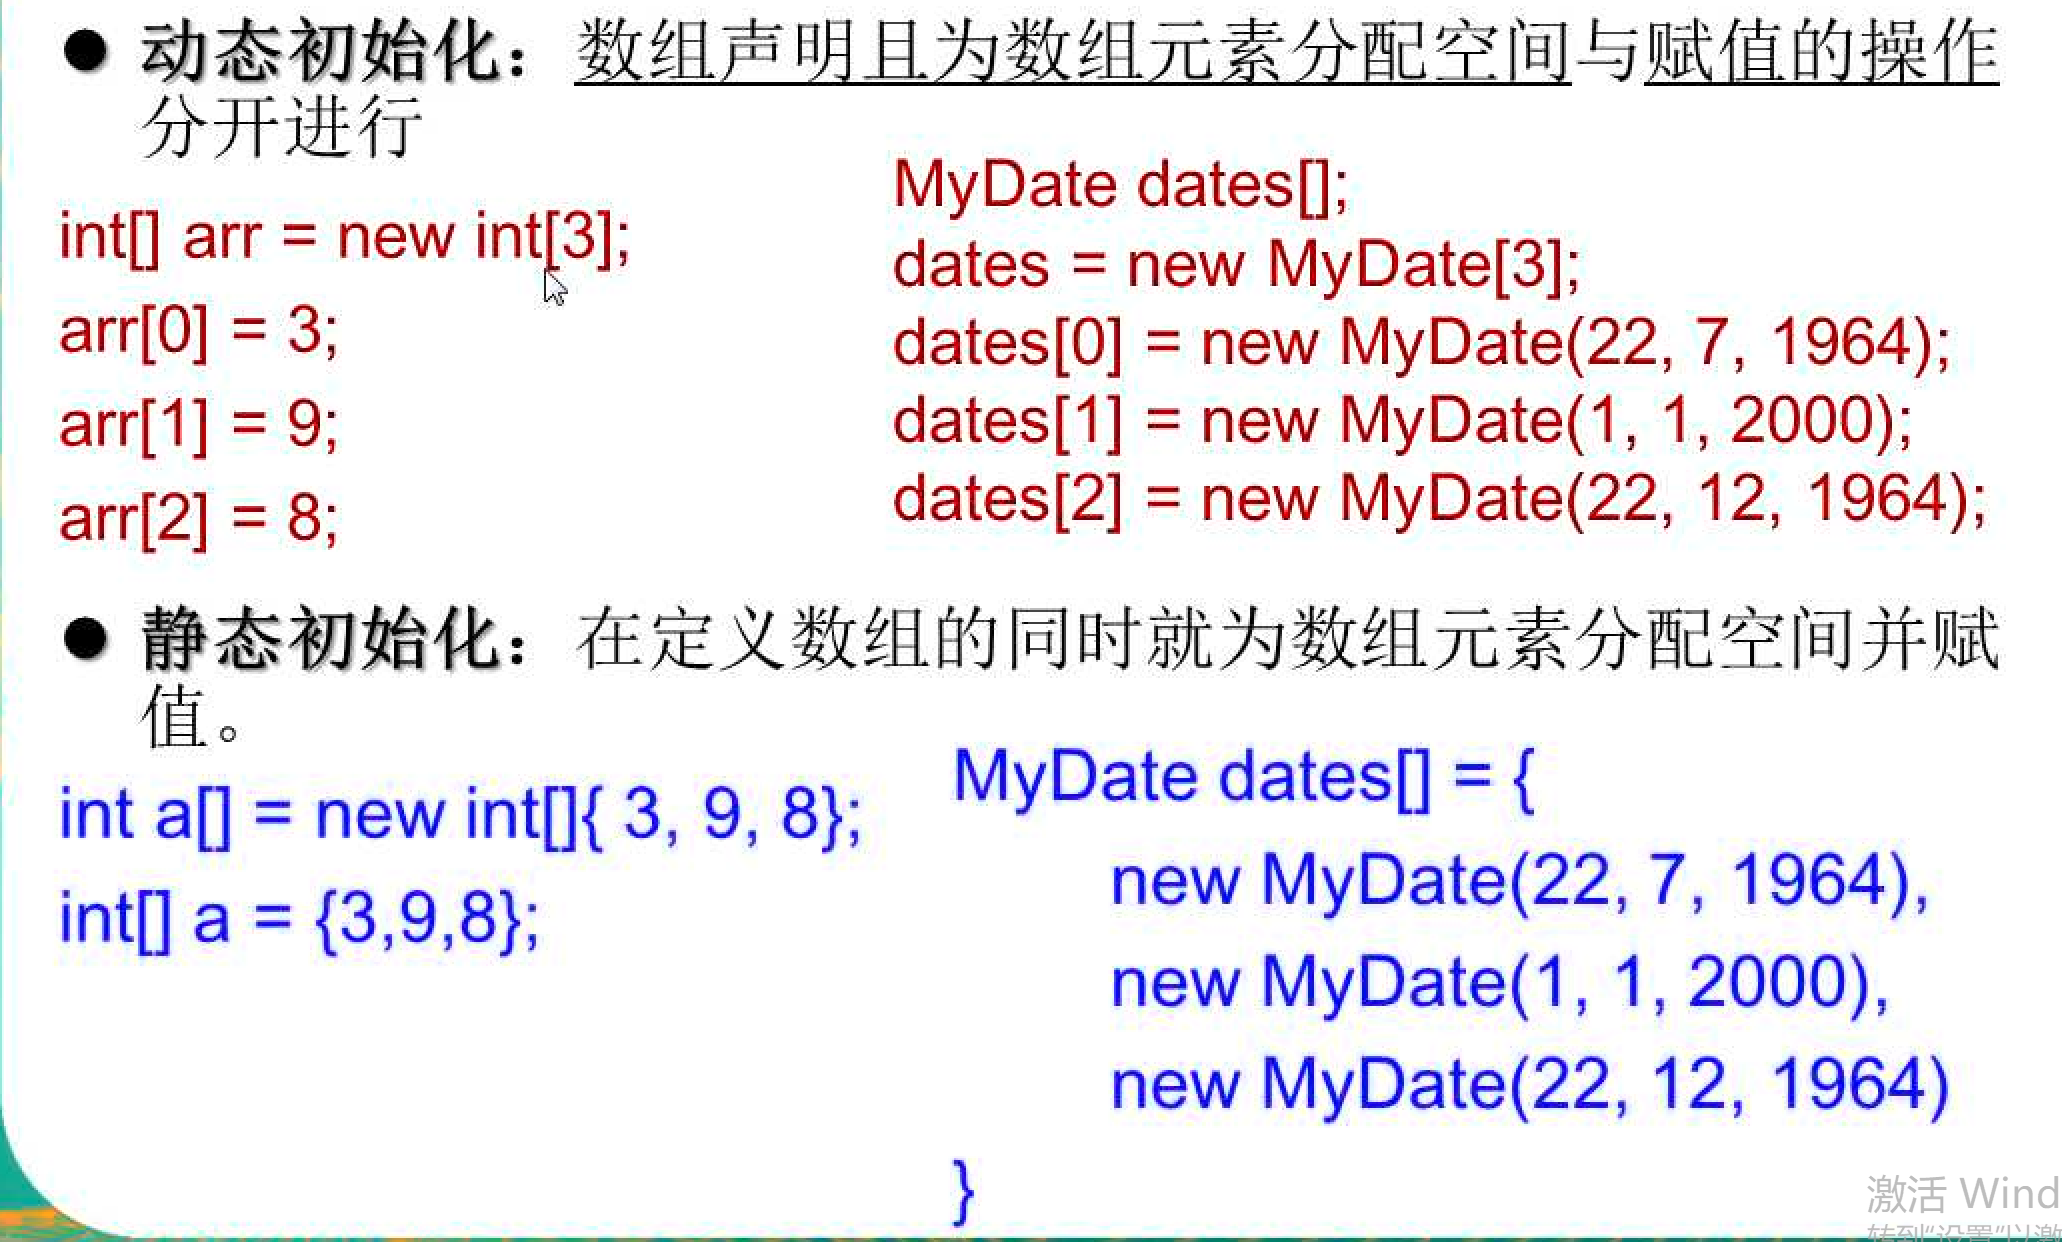 ● 动态初始化：数组声明且为数组元素分配空间与赋值的操作
分开进行
int[] arr = new int[3];
arr[0] = 3;
arr[1] = 9;
arr[2] = 8;
MyDate dates[];
dates = new MyDate[3];
dates[0] = new MyDate(22, 7, 1964);
dates[1] = new MyDate(1, 1, 2000);
dates[2] = new MyDate(22, 12, 1964);
● 静态初始化：在定义数组的同时就为数组元素分配空间并赋
值。
int a[] = new int[]{ 3, 9, 8};
int[] a = {3,9,8};
MyDate dates[] = {
new MyDate(22, 7, 1964),
new MyDate(1, 1, 2000),
new MyDate(22, 12, 1964)
}
激活 Wind
转到"设置"以激